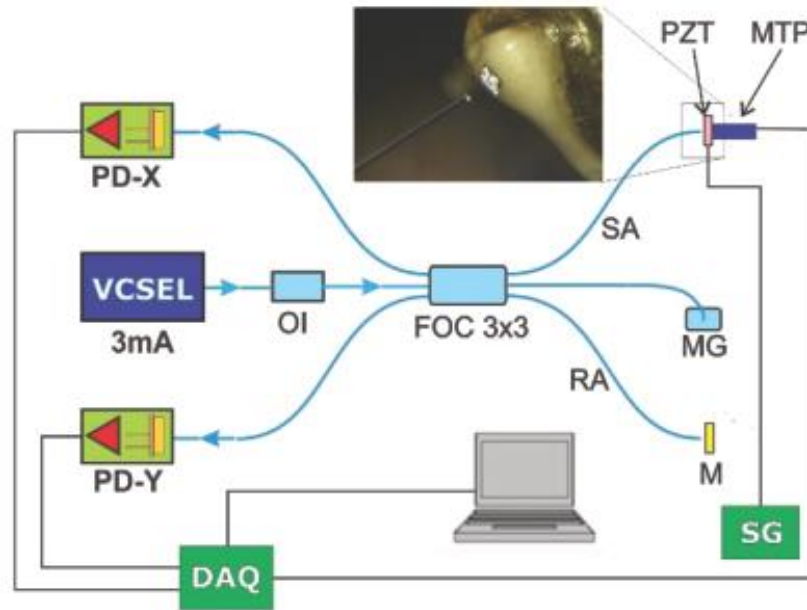 PZT MTP
PD-X
SA
VCSEL
3mA
OI
FOC 3x3
MG
RA
PD-Y
M
SG
DAQ